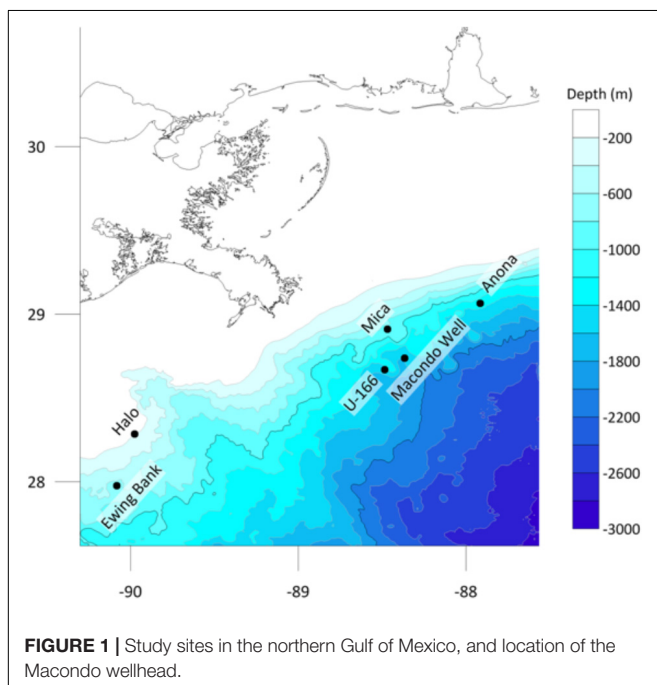 Depth (m)
-200
-600
-1000
-1400
-1800
-2200
-2600
-3000
30
29
28
-90
-89
-88
Anona
Mica
Macondo Well
U-166
Halo
Ewing Bank
FIGURE 1 | Study sites in the northern Gulf of Mexico, and location of the
Macondo wellhead.